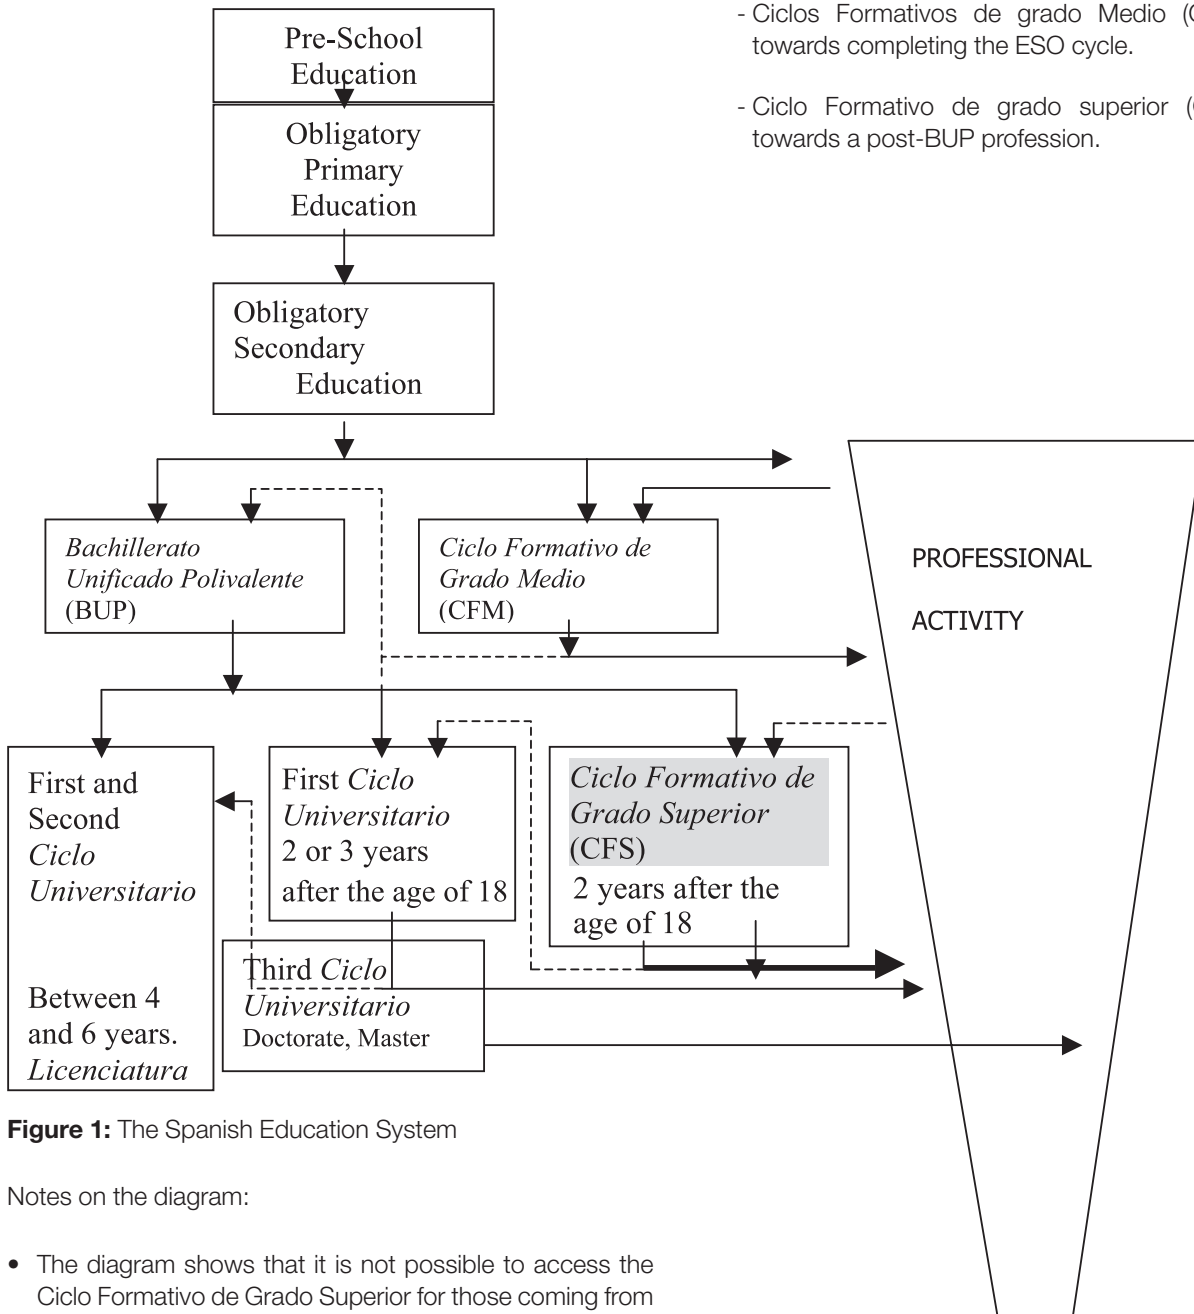 - Ciclos Formativos de grado Medio (
towards completing the ESO cycle.
- Ciclo Formativo de grado superior (
towards a post-BUP profession.
Pre-School
Education
Obligatory
Primary
Education
Obligatory
Secondary
Education
Bachillerato
Unificado Polivalente
(BUP)
Ciclo Formativo de
Grado Medio
(CFM)
PROFESSIONAL
ACTIVITY
First and
Second
Ciclo
Universitario
Between 4
and 6 years.
Licenciatura
First Ciclo
Universitario
2 or 3 years
after the age of 18
Ciclo Formativo de
Grado Superior
(CFS)
2 years after the
age of 18
Third Ciclo
Universitario
Doctorate, Master
Figure 1: The Spanish Education System
Notes on the diagram:
• The diagram shows that it is not possible to access the
Ciclo Formativo de Grado Superior for those coming from